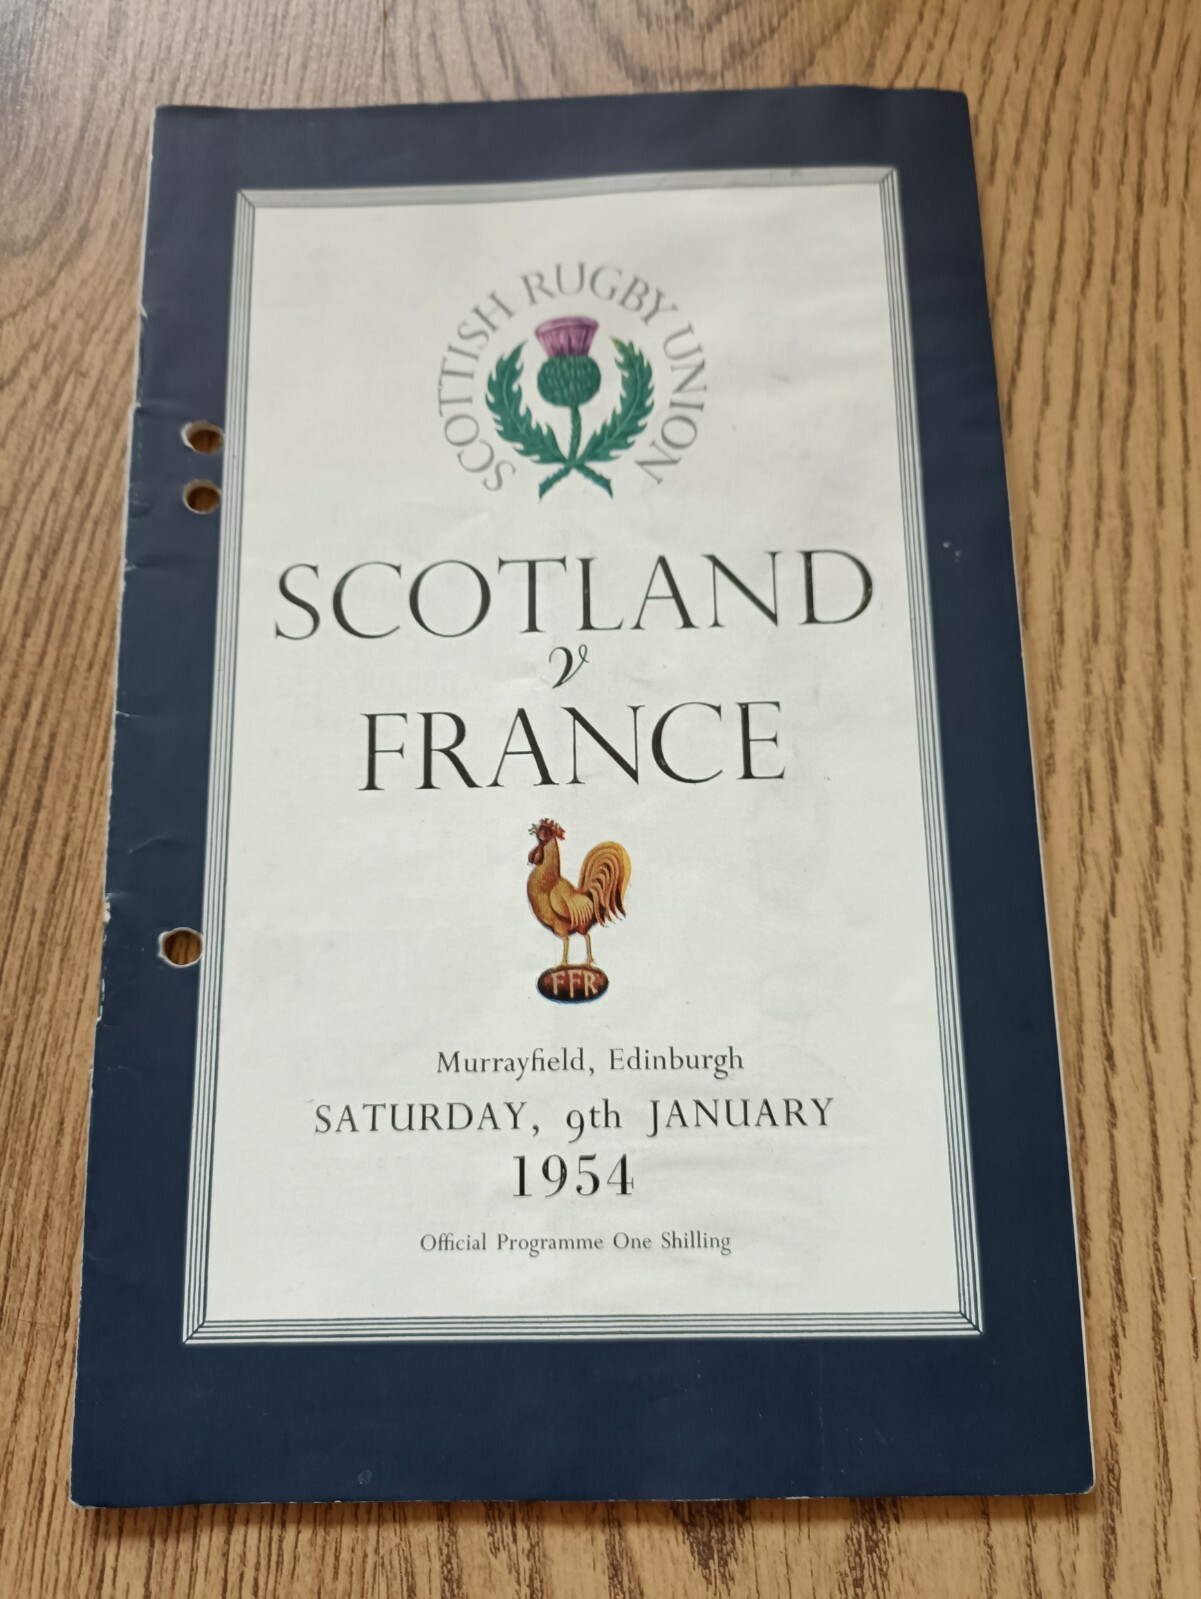 SCOTTISH RUGBY UNION
SCOTLAND
v
FRANCE
FFR
Murrayfield, Edinburgh
SATURDAY, 9th JANUARY
1954
Official Programme One Shilling